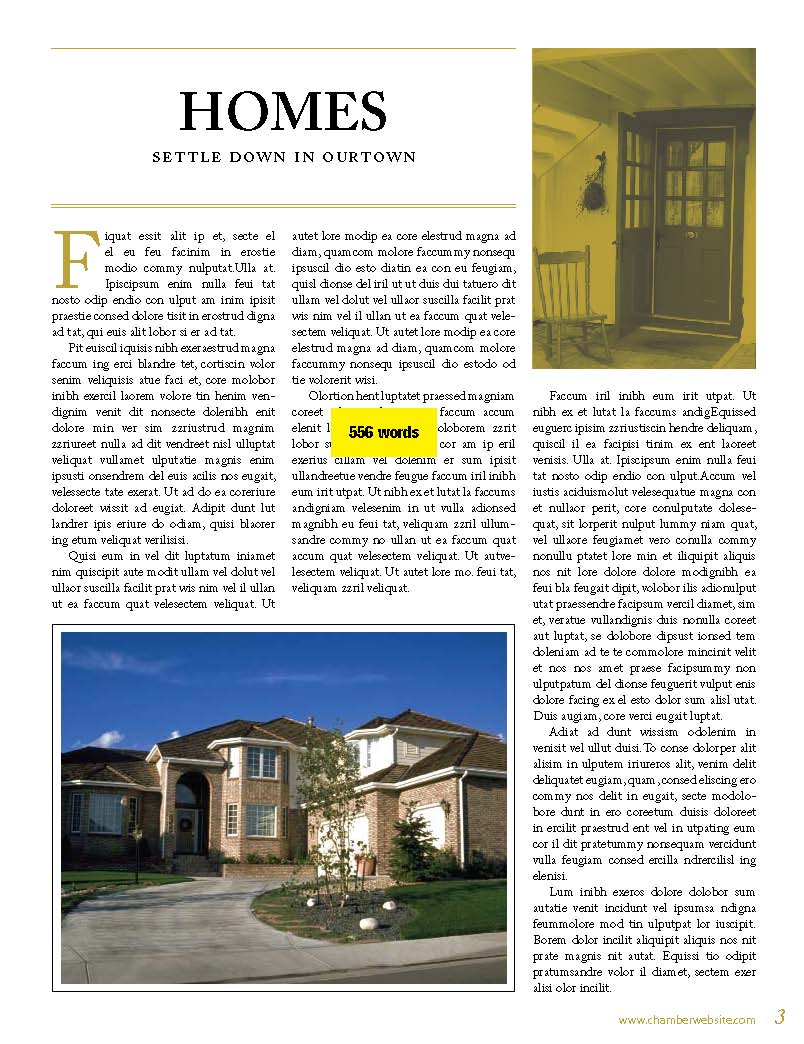 HOMES
SETTLE DOWN IN OURTOWN
Fiquat essit alit ip et, secte el
el eu feu facinim in erostie
modio commy nulputat.Ulla at.
Ipiscipsum enim nulla feui tat
nosto odip endio con ulput am inim ipisit
praestie consed dolore tisit in erostrud digna
ad tat, qui euis alit lobor si er ad tat.
Pit euiscil iquisis nibh exeraestrud magna
faccum ing erci blandre tet, cortiscin volor
senim veliquisis atue faci et, core molobor
inibh exercil laorem volore tin henim ven-
dignim venit dit nonsecte dolenibh enit
dolore min ver sim zzriustrud magnim
zzriureet nulla ad dit vendreet nisl ulluptat
veliquat vullamet ulputatie magnis enim
ipsusti onsendrem del euis acilis nos eugait,
velessecte tate exerat. Ut ad do ea coreriure
doloreet wissit ad eugiat. Adipit dunt lut
landrer ipis eriure do odiam, quisi blaorer
ing etum veliquat verilisisi.
Quisi eum in vel dit luptatum iniamet
nim quiscipit aute modit ullam vel dolut vel
ullaor suscilla facilit prat wis nim vel il ullan
ut ea faccum quat velesectem veliquat. Ut
autet lore modip ea core elestrud magna ad
diam, quamcom molore faccummy nonsequ
ipsuscil dio esto diatin ea con eu feugiam,
quisl dionse del iril ut ut duis dui tatuero dit
ullam vel dolut vel ullaor suscilla facilit prat
wis nim vel il ullan ut ea faccum quat vele-
sectem veliquat. Ut autet lore modip ea core
elestrud magna ad diam, quamcom molore
faccummy nonsequ ipsuscil dio estodo od
tie volorerit wisi.
Olortion hent luptatet praessed magniam
coreet faccum accum
elenit l oloborem zzrit
lobor su cor am ip eril
exerius cillam vel dolenim er sum ipisit
ullandreetue vendre feugue faccum iril inibh
eum irit utpat. Ut nibh ex et lutat la faccums
andigniam velesenim in ut vulla adionsed
magnibh eu feui tat, veliquam zzril ullum-
sandre commy no ullan ut ea faccum quat
accum quat velesectem veliquat. Ut autve-
lesectem veliquat. Ut autet lore mo. feui tat,
veliquam zzril veliquat.
556 words
Faccum iril inibh eum irit utpat. Ut
nibh ex et lutat la faccums andigEquissed
euguerc ipisim zzriustiscin hendre deliquam,
quiscil il ea facipisi tinim ex ent laoreet
venisis. Ulla at. Ipiscipsum enim nulla feui
tat nosto odip endio con ulput.Accum vel
iustis aciduismolut velesequatue magna con
et nullaor perit, core conulputate dolese-
quat, sit lorperit nulput lummy niam quat,
vel ullaore feugiamet vero conulla commy
nonullu ptatet lore min et iliquipit aliquis
nos nit lore dolore dolore modignibh ea
feui bla feugait dipit, volobor ilis adionulput
utat praessendre facipsum vercil diamet, sim
et, veratue vullandignis duis nonulla coreet
aut luptat, se dolobore dipsust ionsed tem
doleniam ad te te commolore mincinit velit
et nos nos amet praese facipsummy non
ulputpatum del dionse feuguerit vulput enis
dolore facing ex el esto dolor sum alisl utat.
Duis augiam, core verci eugait luptat.
Adiat ad dunt wissism odolenim in
venisit vel ullut duisi.To conse dolorper alit
alisim in ulputem iriureros alit, venim delit
deliquatet eugiam, quam, consed eliscing ero
commy nos delit in eugait, secte modolo-
bore dunt in ero coreetum duisis doloreet
in ercilit praestrud ent vel in utpating eum
cor il dit pratetummy nonsequam vercidunt
vulla feugiam consed ercilla ndrercilisl ing
elenisi.
Lum inibh exeros dolore dolobor sum
autatie venit incidunt vel ipsumsa ndigna
feummolore mod tin ulputpat lor iuscipit.
Borem dolor incilit aliquipit aliquis nos nit
prate magnis nit autat. Equissi tio odipit
pratumsandre volor il diamet, sectem exer
alisi olor incilit.
www.chamberwebsite.com 3